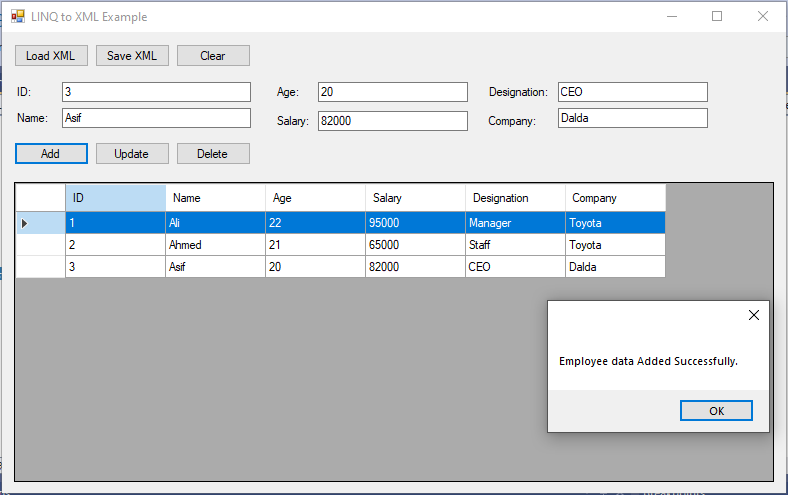 LINQ to XML Example
Load XML Save XML Clear
ID: 3 Age: 20 Designation: CEO
Name: Asif Salary: 82000 Company: Dalda
Add Update Delete
ID Name Age Salary Designation Company
1 Ali 22 95000 Manager Toyota
2 Ahmed 21 65000 Staff Toyota
3 Asif 20 82000 CEO Dalda
Employee data Added Successfully.
OK